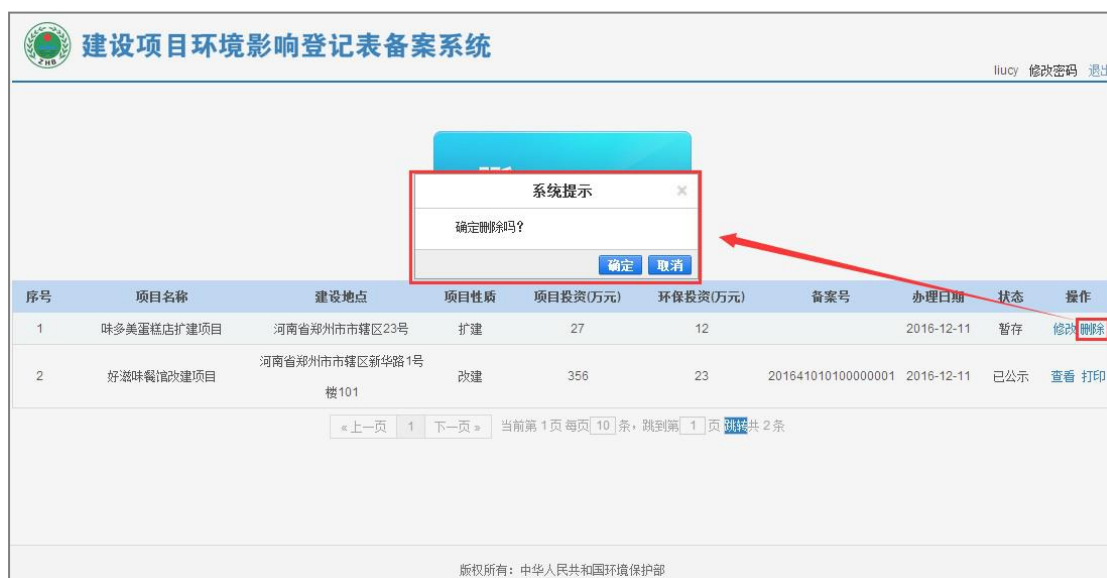 ZHB
建设项目环境影响登记表备案系统
liucy 修改密码 退出
系统提示 ×
确定删除吗?
确定 取消
序号 项目名称 建设地点 项目性质 项目投资(万元) 环保投资(万元) 备案号 办理日期 状态 操作
1 味多美蛋糕店扩建项目 河南省郑州市市辖区23号 扩建 27 12 2016-12-11 暂存 修改 删除
2 好滋味餐馆改建项目 河南省郑州市市辖区新华路1号
楼101 改建 356 23 201641010100000001 2016-12-11 已公示 查看 打印
«上一页 1 下一页» 当前第 1 页 每页 10 条，跳到第 1 页 跳转共 2 条
版权所有：中华人民共和国环境保护部